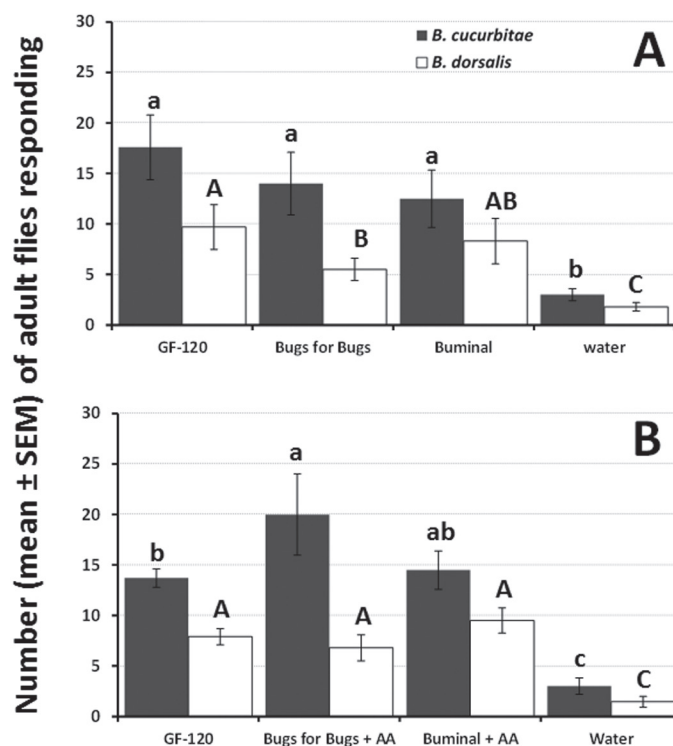 Number (mean ± SEM) of adult flies responding
30
25
20
15
10
5
0
B. cucurbitae
B. dorsalis
A
a
A
a
B
a
AB
b
C
GF-120
Bugs for Bugs
Buminal
water
30
25
20
15
10
5
0
B
b
A
a
A
ab
A
c
C
GF-120
Bugs for Bugs + AA
Buminal + AA
Water